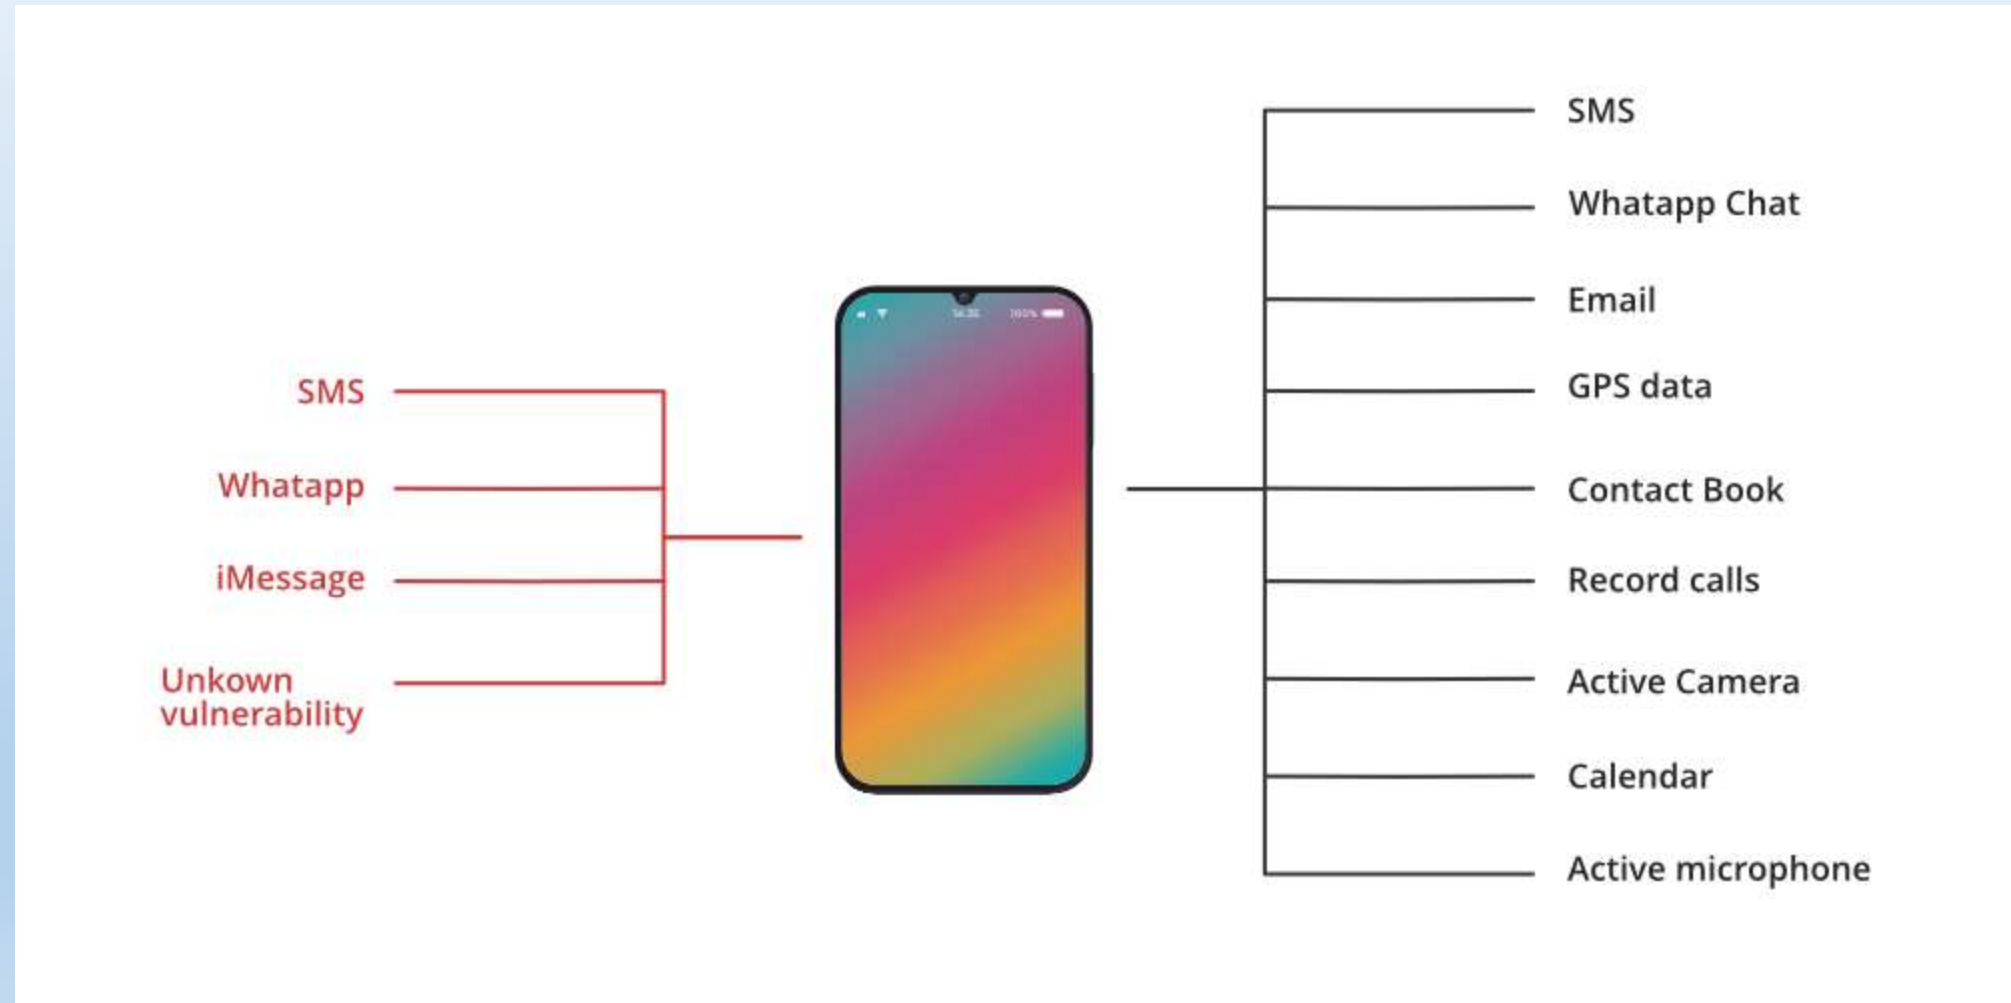 SMS
Whatapp
iMessage
Unkown
vulnerability
SMS
Whatapp Chat
Email
GPS data
Contact Book
Record calls
Active Camera
Calendar
Active microphone